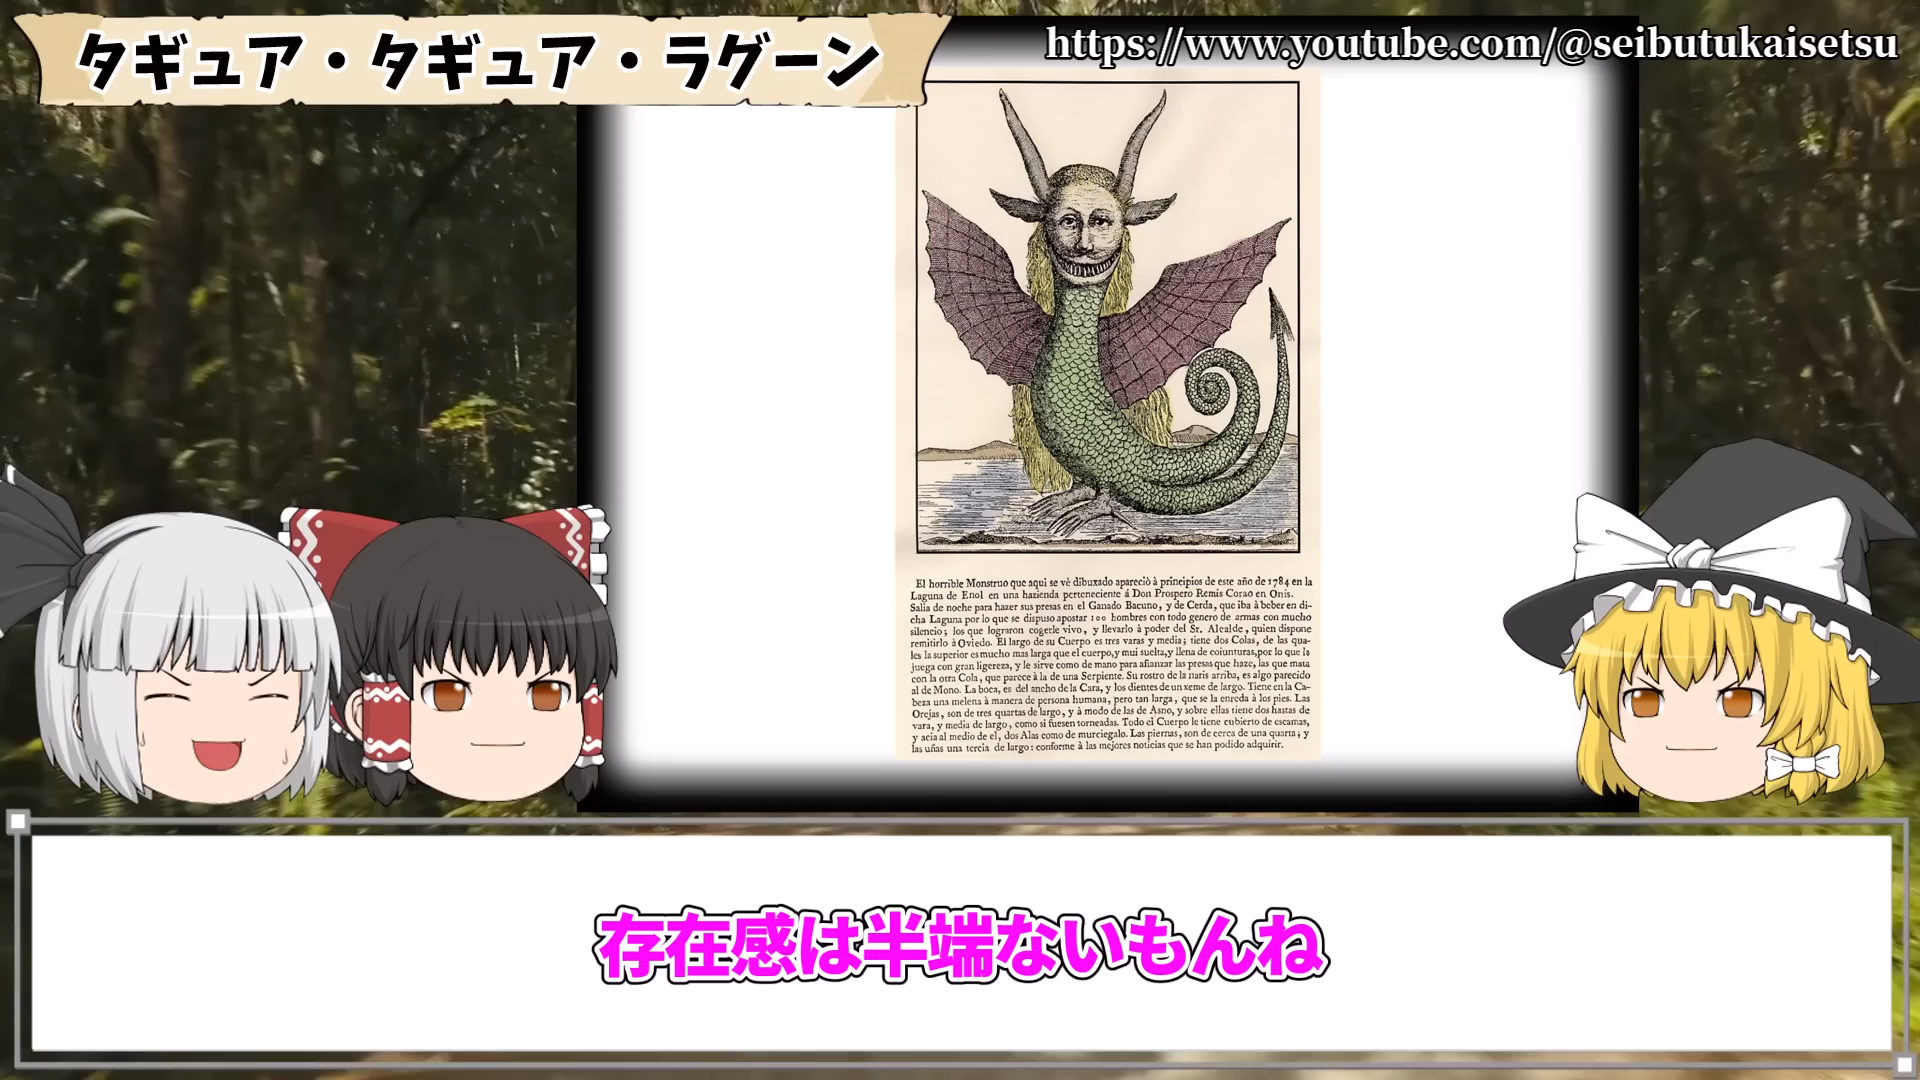 タギュア・タギュア・ラグーン
https://www.youtube.com/@seibutukaisetsu
El horrible Monstruo que aqui se vè dibuxado apareciò à principios de este año de 1784 en la
Laguna de Enol en una hazienda perteneciente á Don Prospero Remis Corao en Onis.
Salia de noche para hazer sus presas en el Ganado Bacuno, y de Cerda, que iba à beber en di-
cha Laguna por lo que se dispuso apostar 100 hombres con todo genero de armas con mucho
silencio; los que lograron cogerle vivo, y llevarlo à poder del Sr. Alcalde, quien dispone
remitirlo à Oviedo. El largo de su Cuerpo es tres varas y media; tiene dos Colas, de las qua-
les la superior es mucho mas larga que el cuerpo, y mui suelta, y llena de coiunturas, por lo que la
juega con gran ligereza, y le sirve como de mano para afianzar las presas que haze, las que mata
con la otra Cola, que parece à la de una Serpiente. Su rostro de la naris arriba, es algo parecido
al de Mono. La boca, es del ancho de la Cara, y los dientes de un xeme de largo. Tiene en la Ca-
beza una melena à manera de persona humana, pero tan larga, que se la enreda à los pies. Las
Orejas, son de tres quartas de largo, y à modo de las de Asno, y sobre ellas tiene dos hastas de
vara, y media de largo, como si fuesen torneadas. Todo el Cuerpo le tiene cubierto de escamas,
y acia al medio de el, dos Alas como de murciegalo. Las piernas, son de cerca de una quarta; y
las uñas una tercia de largo: conforme à las mejores noticias que se han podido adquirir.
存在感は半端ないもんね